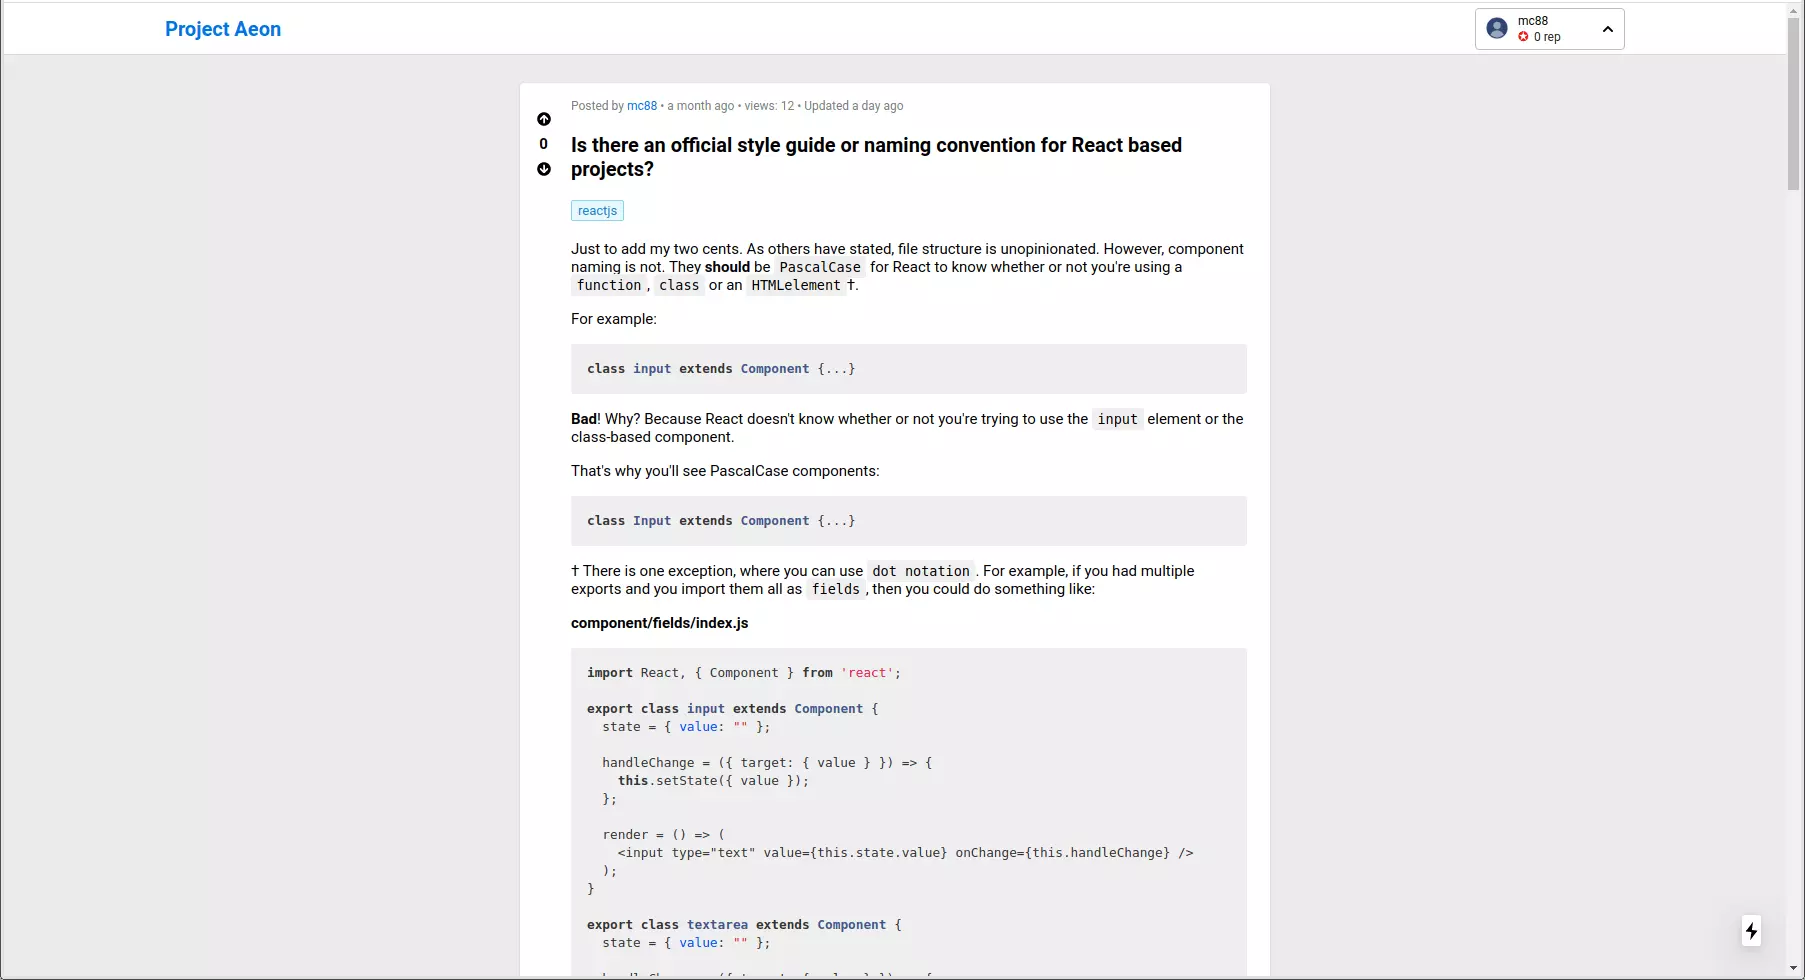 Project Aeon
mc88
0 rep
Posted by mc88 • a month ago • views: 12 • Updated a day ago
0
Is there an official style guide or naming convention for React based
projects?
reactjs
Just to add my two cents. As others have stated, file structure is unopinionated. However, component
naming is not. They should be PascalCase for React to know whether or not you're using a
function, class or an HTMLelement †.
For example:
class input extends Component {...}
Bad! Why? Because React doesn't know whether or not you're trying to use the input element or the
class-based component.
That's why you'll see PascalCase components:
class Input extends Component {...}
† There is one exception, where you can use dot notation. For example, if you had multiple
exports and you import them all as fields, then you could do something like:
component/fields/index.js
import React, { Component } from 'react';
export class input extends Component {
state = { value: "" };
handleChange = ({ target: { value } }) => {
this.setState({ value });
};
render = () => (
<input type="text" value={this.state.value} onChange={this.handleChange} />
);
}
export class textarea extends Component {
state = { value: "" };